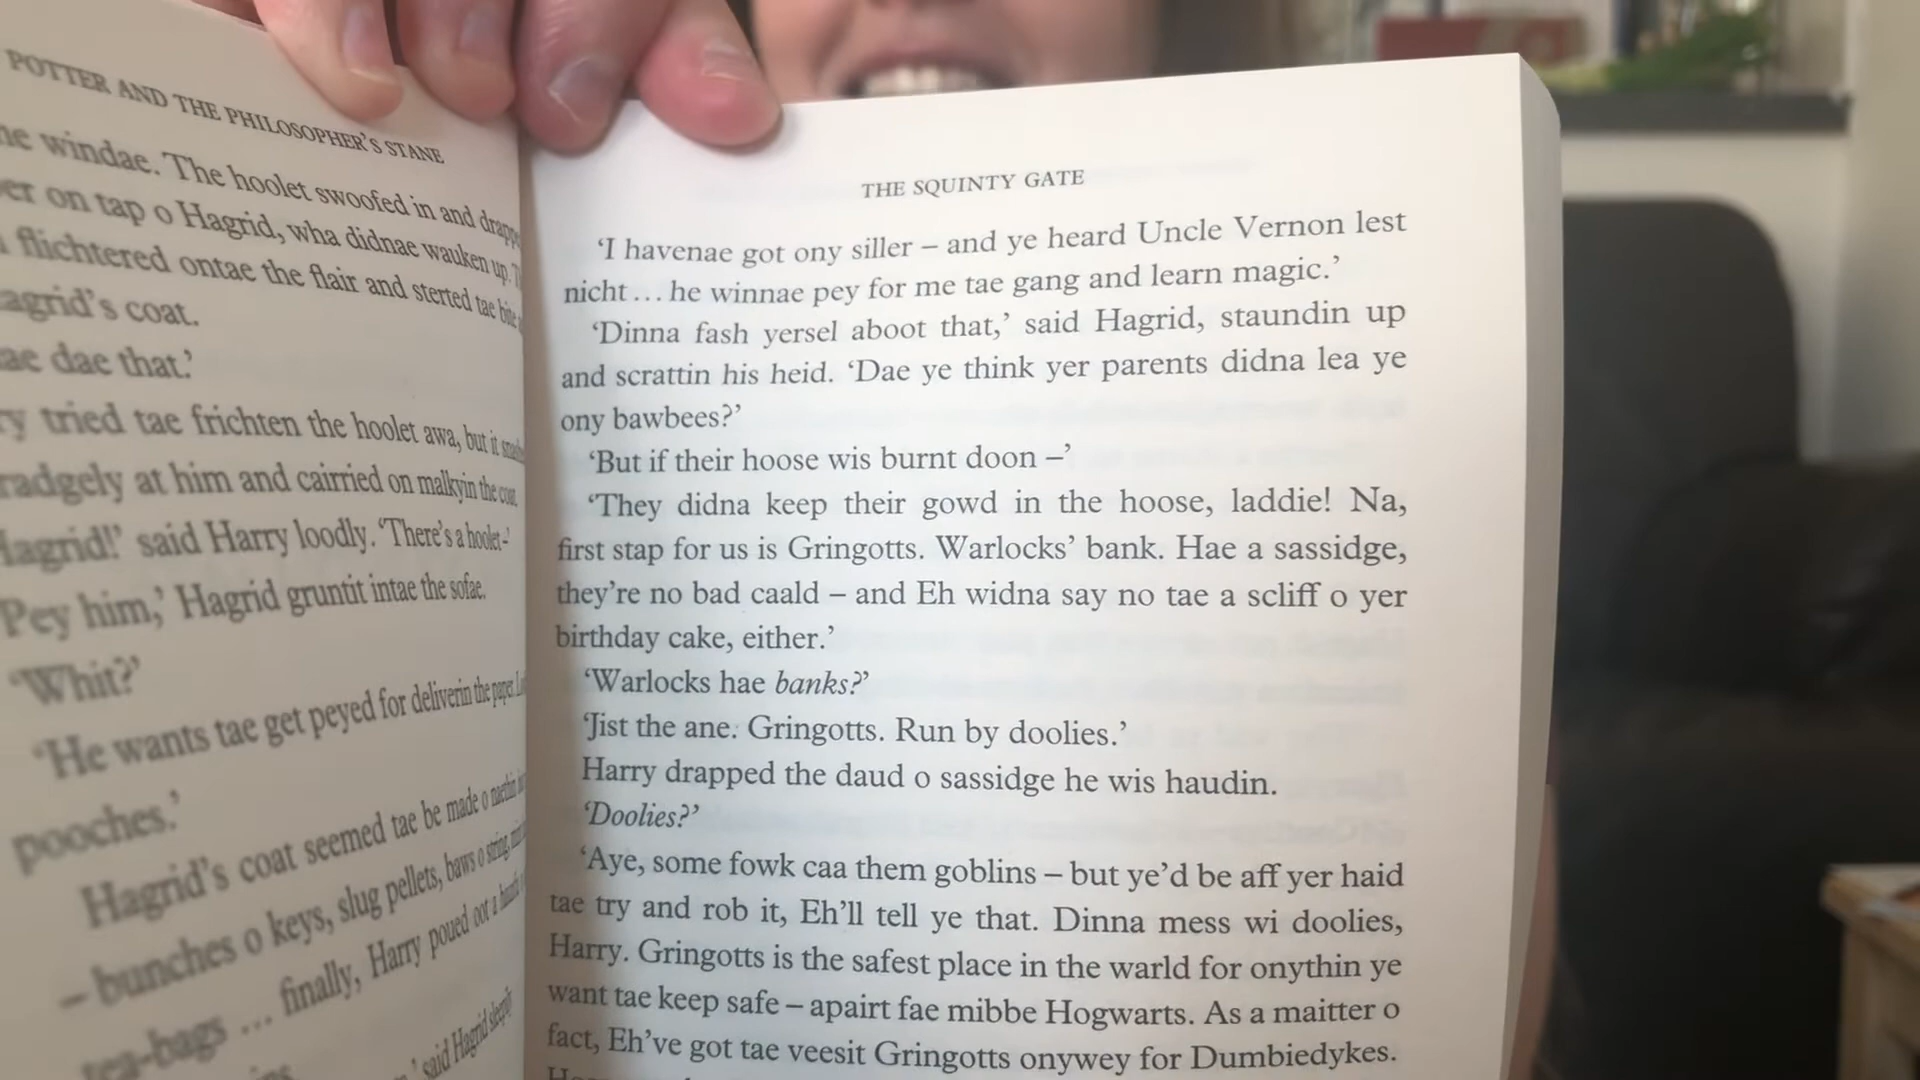 POTTER AND THE PHILOSOPHER'S STANE
windae. The hoolet swoofed in and
on tap o Hagrid, wha didnae wauken up.
flichtered ontae the flair and sterted tae bite
coat.
dae that.'
tried tae frichten the hoolet awa, but it
radgely at him and cairried on malkyin the coat.
said Harry loodly. 'There's a hoolet-'
'Pey him,' Hagrid gruntit intae the sofae.
'Whit?'
'He wants tae get peyed for deliverin the paper.
pooches.'
Hagrid's coat seemed tae be made o naethin
– bunches o keys, slug pellets, baws o string,
tea-bags ... finally, Harry poued oot a
said Hagrid sleepily
THE SQUINTY GATE
'I havenae got ony siller – and ye heard Uncle Vernon lest
nicht ... he winnae pey for me tae gang and learn magic.'
'Dinna fash yersel aboot that,' said Hagrid, staundin up
and scrattin his heid. 'Dae ye think yer parents didna lea ye
ony bawbees?'
'But if their hoose wis burnt doon –'
'They didna keep their gowd in the hoose, laddie! Na,
first stap for us is Gringotts. Warlocks' bank. Hae a sassidge,
they're no bad caald – and Eh widna say no tae a scliff o yer
birthday cake, either.'
'Warlocks hae banks?'
'Jist the ane. Gringotts. Run by doolies.'
Harry drapped the daud o sassidge he wis haudin.
'Doolies?'
'Aye, some fowk caa them goblins – but ye'd be aff yer haid
tae try and rob it, Eh'll tell ye that. Dinna mess wi doolies,
Harry. Gringotts is the safest place in the warld for onythin ye
want tae keep safe – apairt fae mibbe Hogwarts. As a maitter o
fact, Eh've got tae veesit Gringotts onywey for Dumbiedykes.